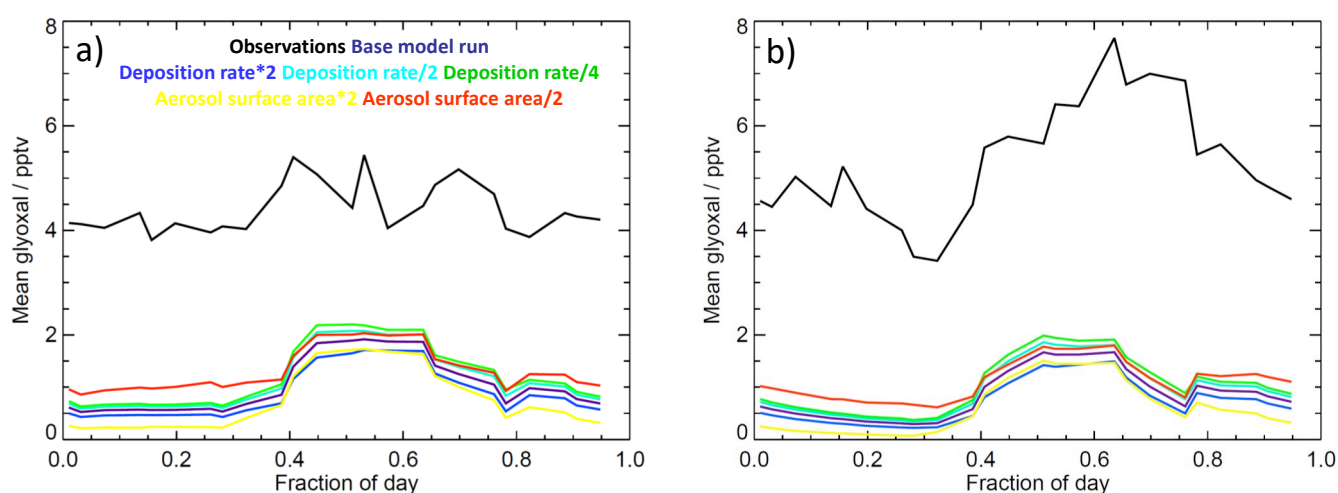 a)
Observations Base model run
Deposition rate*2 Deposition rate/2 Deposition rate/4
Aerosol surface area*2 Aerosol surface area/2
Mean glyoxal / pptv
8
6
4
2
0
0.0 0.2 0.4 0.6 0.8 1.0
Fraction of day
b)
Mean glyoxal / pptv
8
6
4
2
0
0.0 0.2 0.4 0.6 0.8 1.0
Fraction of day